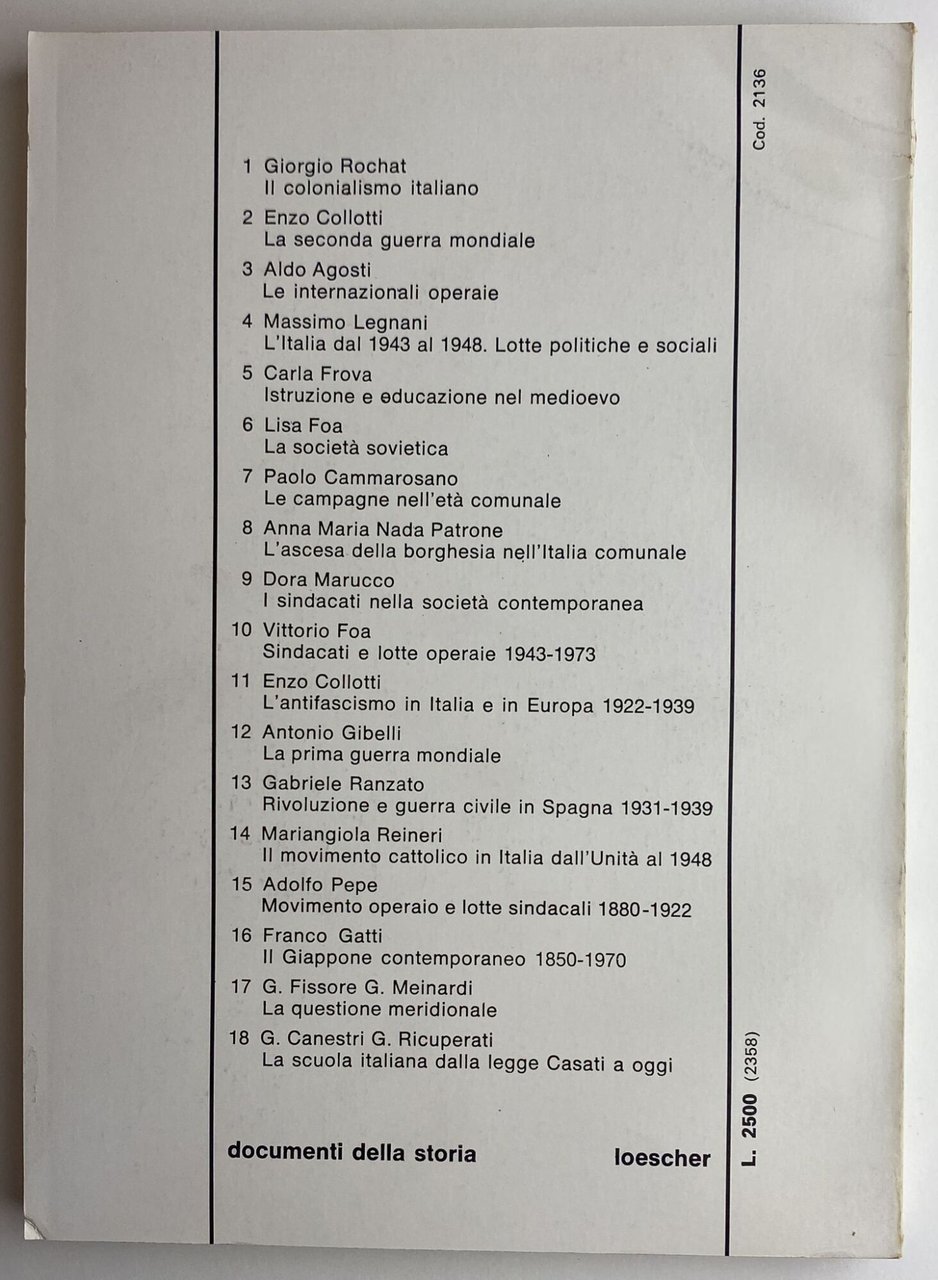 1 Giorgio Rochat
Il colonialismo italiano
2 Enzo Collotti
La seconda guerra mondiale
3 Aldo Agosti
Le internazionali operaie
4 Massimo Legnani
L'Italia dal 1943 al 1948. Lotte politiche e sociali
5 Carla Frova
Istruzione e educazione nel medioevo
6 Lisa Foa
La società sovietica
7 Paolo Cammarosano
Le campagne nell'età comunale
8 Anna Maria Nada Patrone
L'ascesa della borghesia nell'Italia comunale
9 Dora Marucco
I sindacati nella società contemporanea
10 Vittorio Foa
Sindacati e lotte operaie 1943-1973
11 Enzo Collotti
L'antifascismo in Italia e in Europa 1922-1939
12 Antonio Gibelli
La prima guerra mondiale
13 Gabriele Ranzato
Rivoluzione e guerra civile in Spagna 1931-1939
14 Mariangiola Reineri
Il movimento cattolico in Italia dall'Unità al 1948
15 Adolfo Pepe
Movimento operaio e lotte sindacali 1880-1922
16 Franco Gatti
Il Giappone contemporaneo 1850-1970
17 G. Fissore G. Meinardi
La questione meridionale
18 G. Canestri G. Ricuperati
La scuola italiana dalla legge Casati a oggi
documenti della storia
loescher
Cod. 2136
L. 2500 (2358)